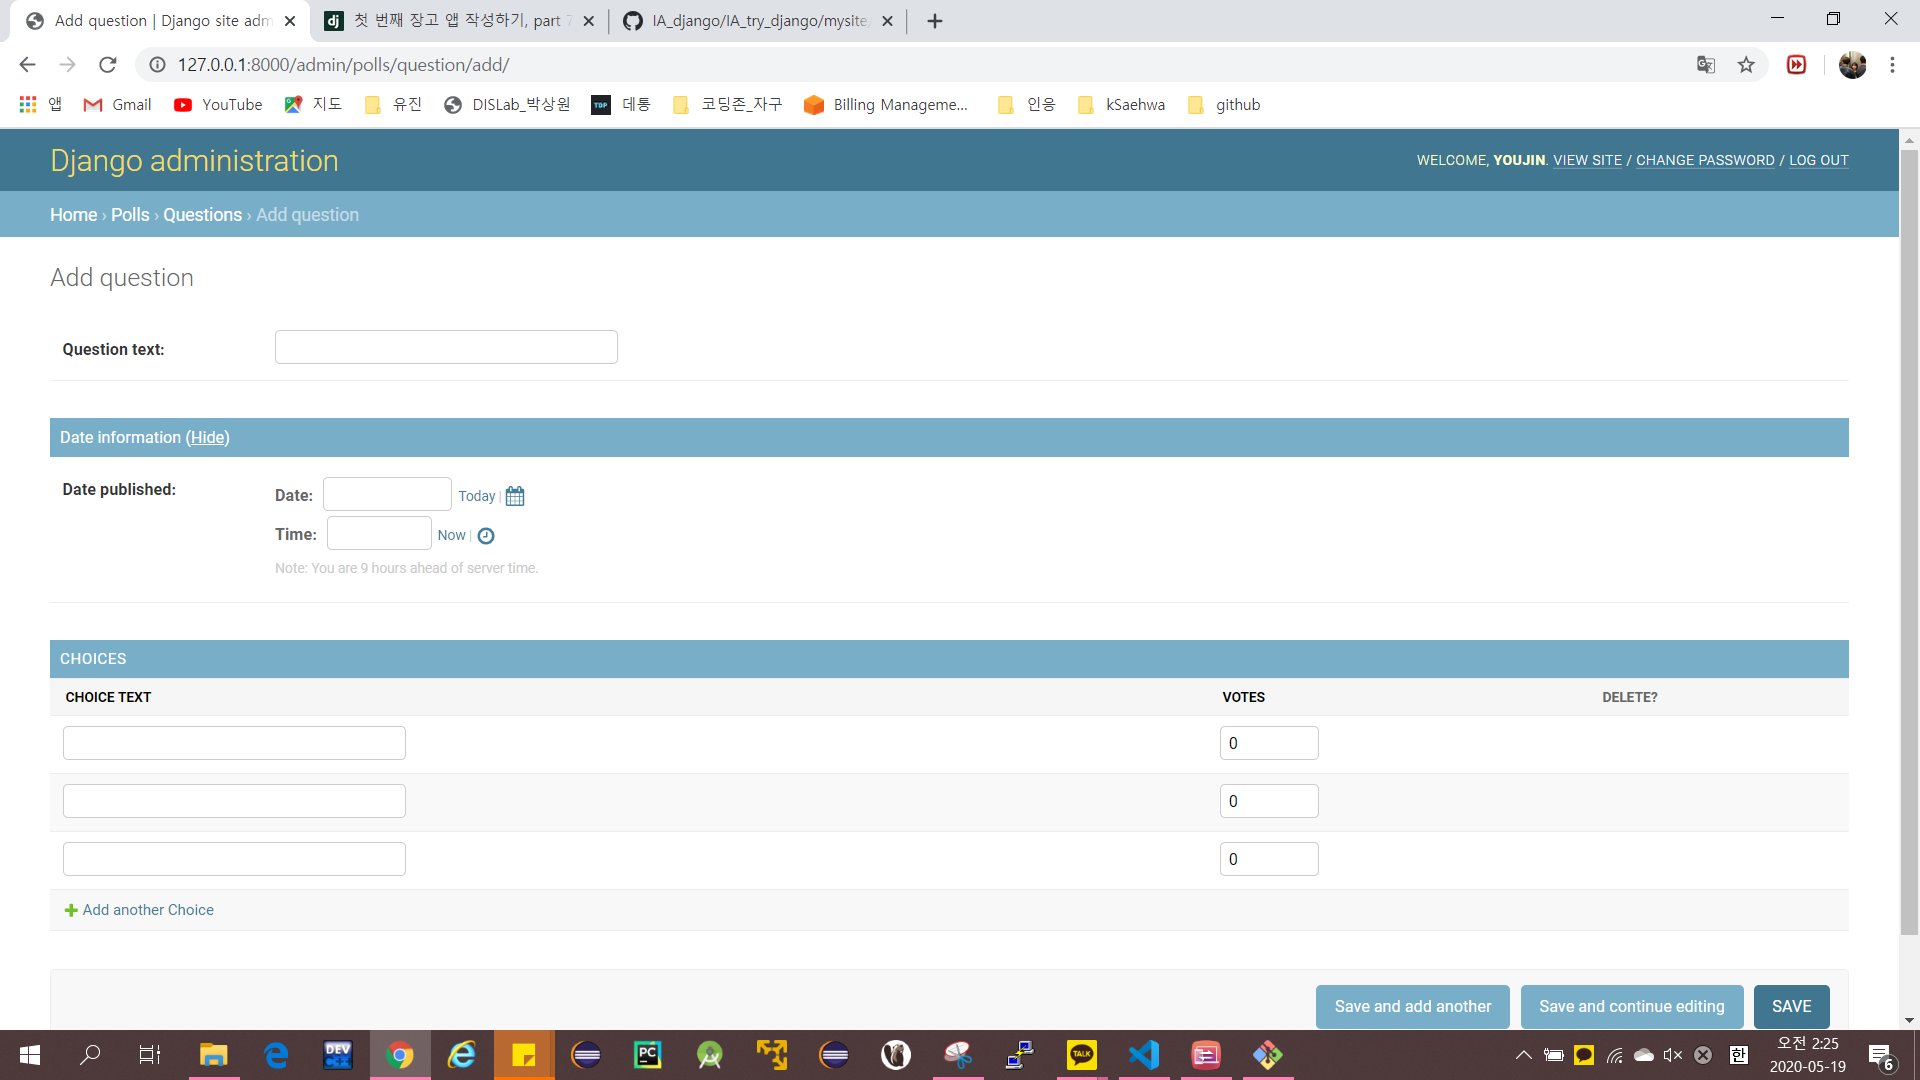 Add question | Django site adm
첫 번째 장고 앱 작성하기, part 7
IA_django/IA_try_django/mysite/
127.0.0.1:8000/admin/polls/question/add/
앱 Gmail YouTube 지도 유진 DISLab_박상원 데통 코딩존_자구 Billing Manageme... 인응 kSaehwa github
Django administration
WELCOME, YOUJIN. VIEW SITE / CHANGE PASSWORD / LOG OUT
Home › Polls › Questions › Add question
Add question
Question text:
Date information (Hide)
Date published:
Date: Today |
Time: Now |
Note: You are 9 hours ahead of server time.
CHOICES
CHOICE TEXT VOTES DELETE?
0
0
0
Add another Choice
Save and add another Save and continue editing SAVE
DEV C++
PC
TALK
한
오전 2:25
2020-05-19
6